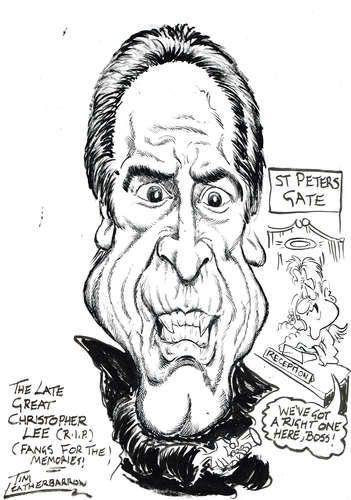 ST PETERS
GATE
RECEPTION
WE'VE GOT
A RIGHT ONE
HERE, BOSS!
THE LATE
GREAT
CHRISTOPHER
LEE (R.I.P.)
(FANGS FOR THE
MEMORIES!
TIM
LEATHERBARROW